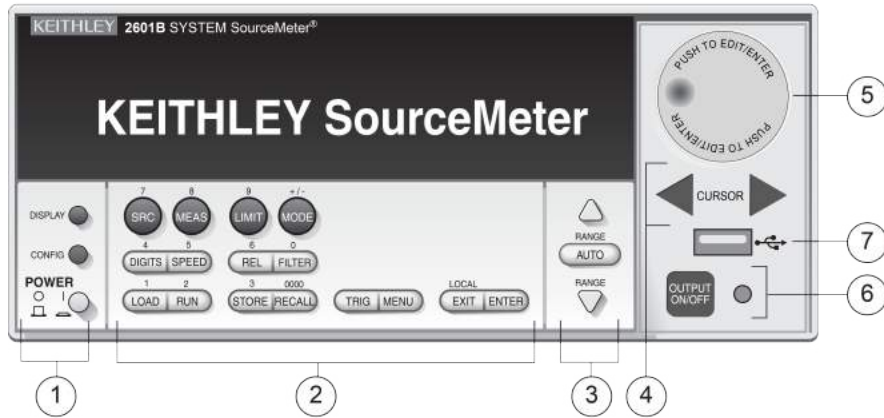 KEITHLEY 2601B SYSTEM SourceMeter®
KEITHLEY SourceMeter
PUSH TO EDIT/ENTER
PUSH TO EDIT/ENTER
5
CURSOR
7 8 9 +/-
DISPLAY SRC MEAS LIMIT MODE
RANGE
7
4 5 6 0
CONFIG DIGITS SPEED REL FILTER AUTO
POWER
1 2 3 0000 LOCAL RANGE
LOAD RUN STORE RECALL TRIG MENU EXIT ENTER
OUTPUT ON/OFF
6
1 2 3 4